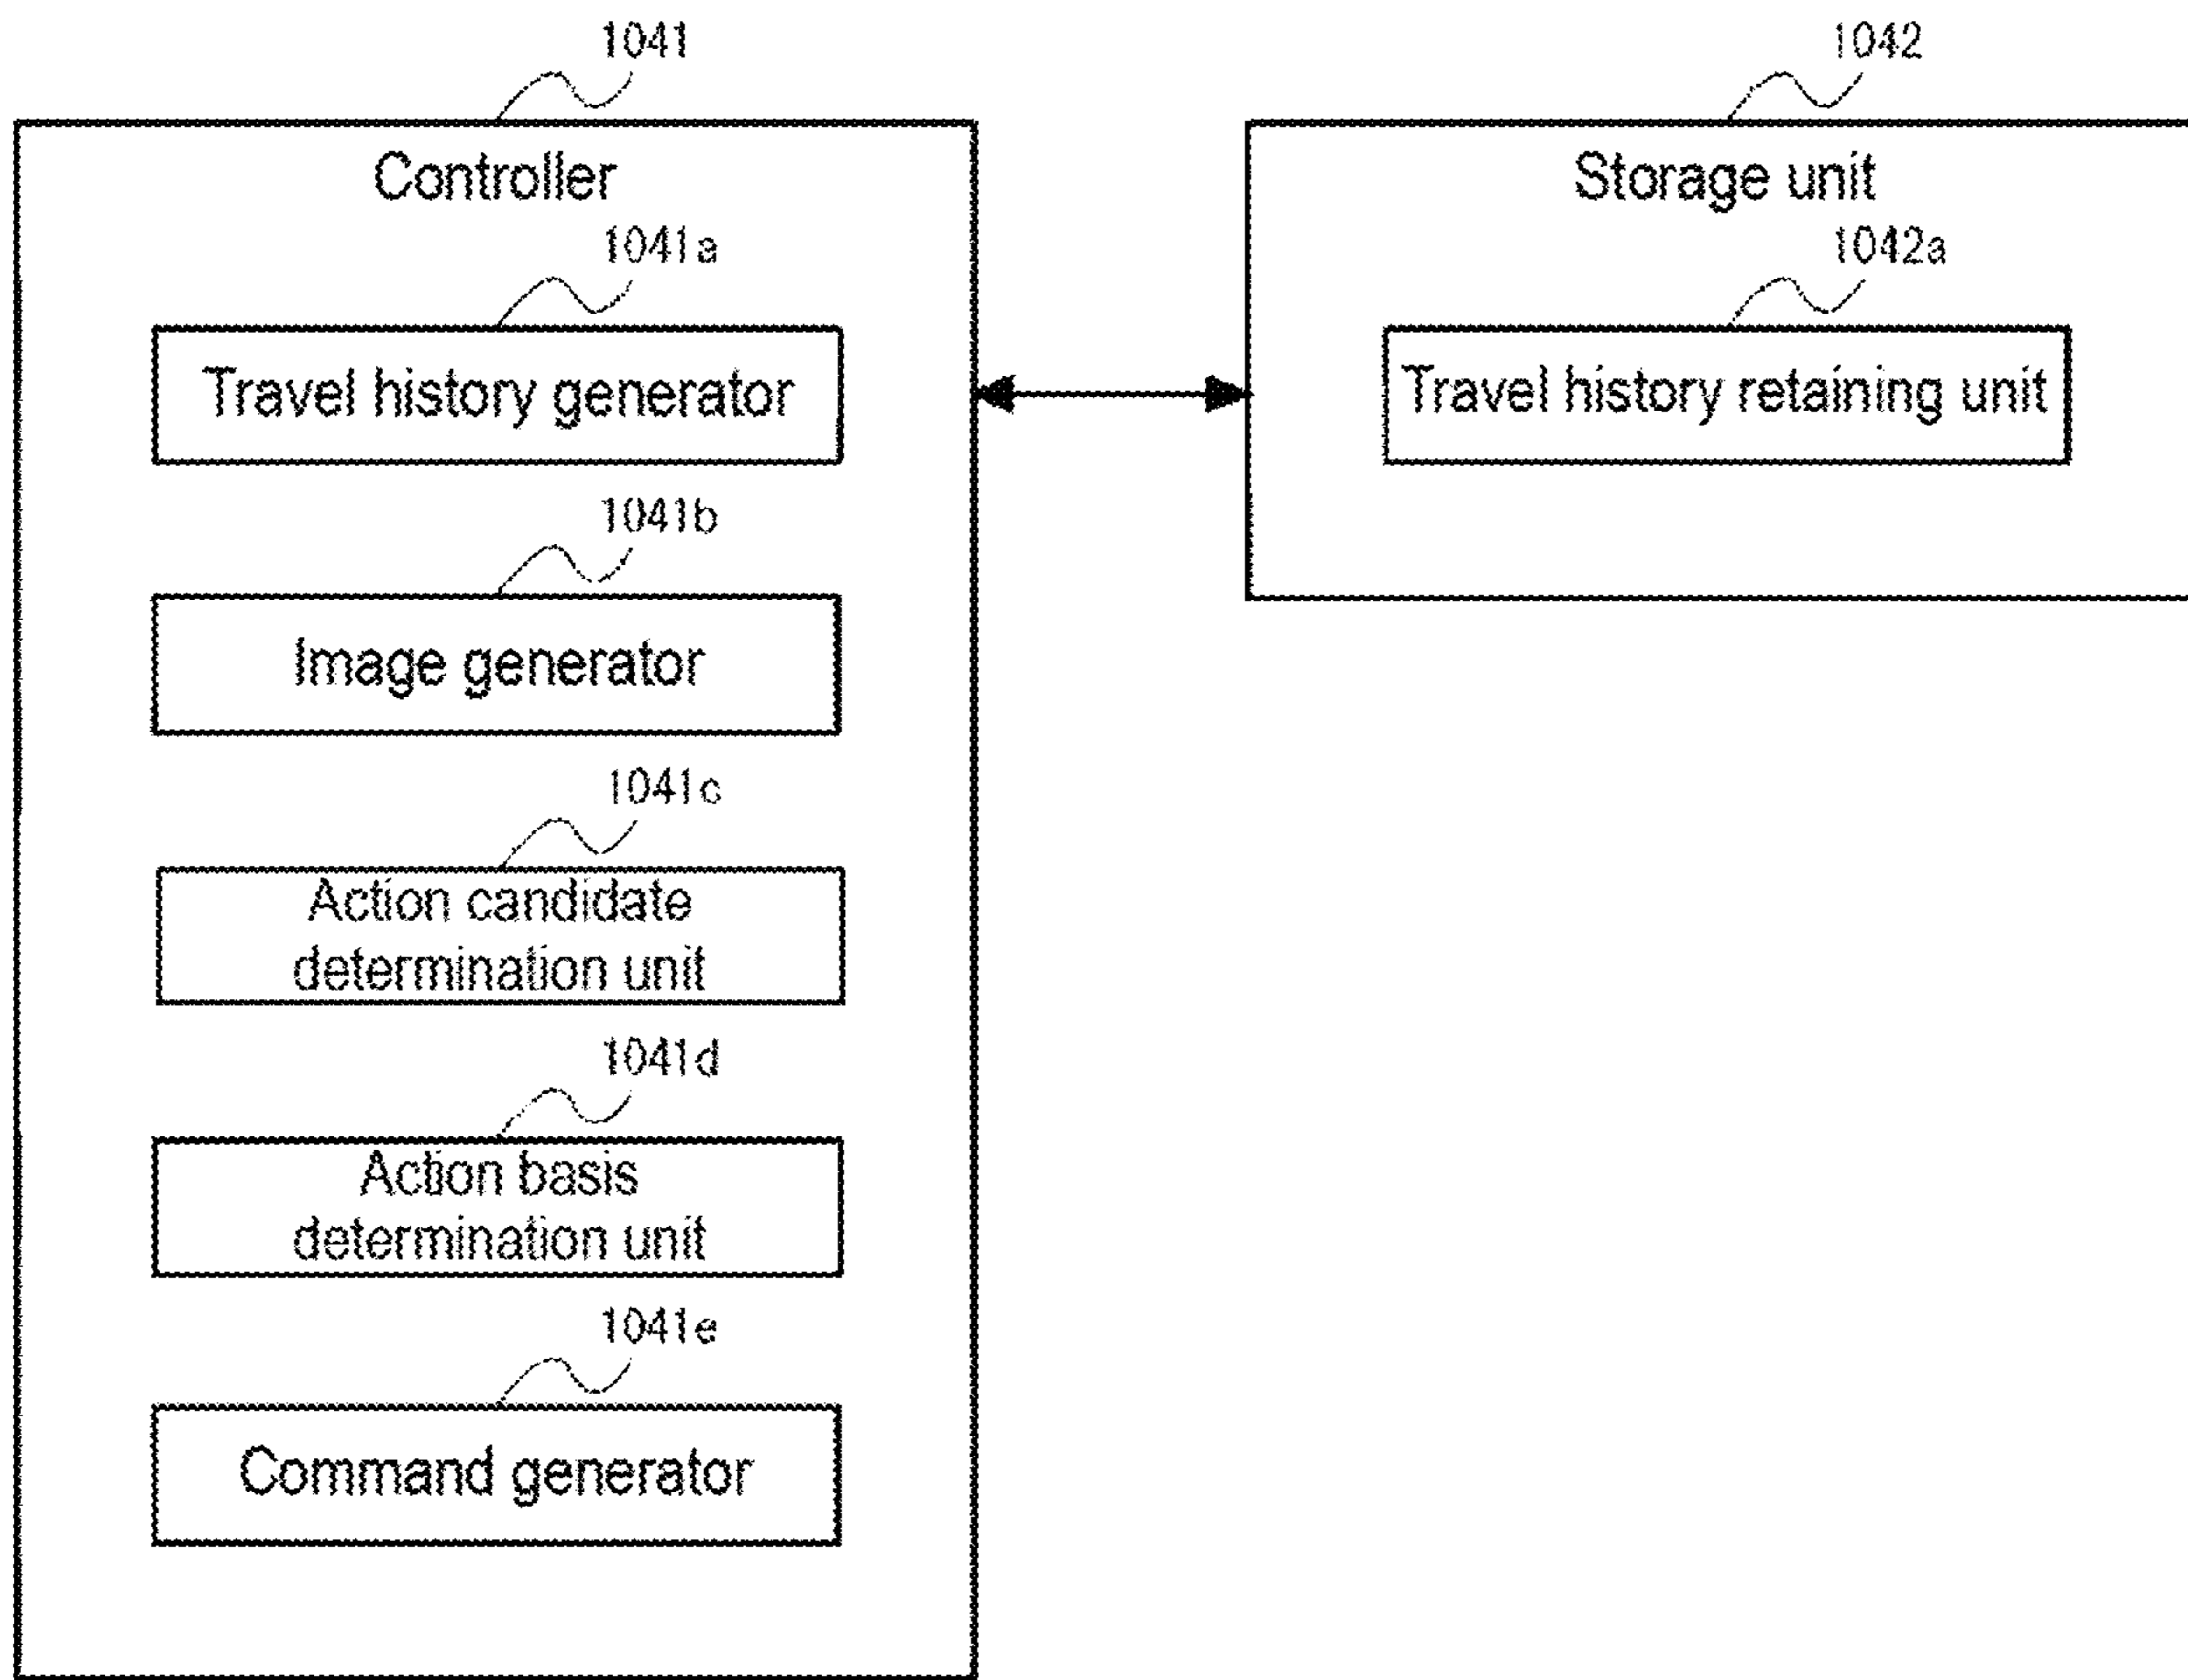 1041
Controller
1041a
Travel history generator
1041b
Image generator
1041c
Action candidate
determination unit
1041d
Action basis
determination unit
1041e
Command generator
1042
Storage unit
1042a
Travel history retaining unit